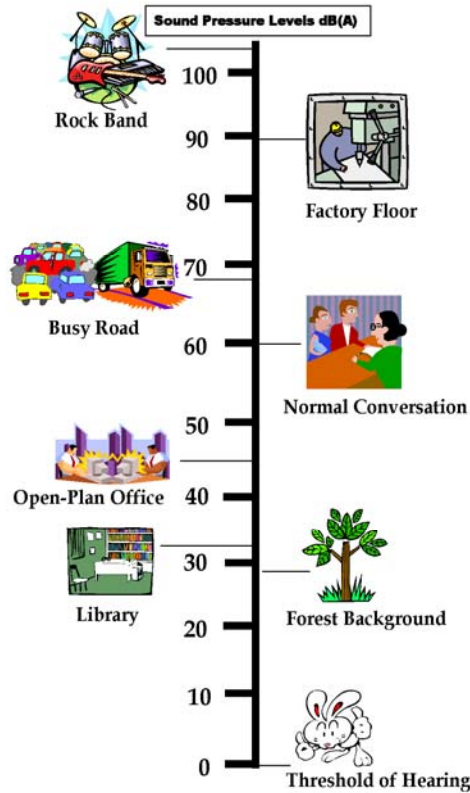 Sound Pressure Levels dB(A)
100
Rock Band
90
80
Factory Floor
70
Busy Road
60
Normal Conversation
50
Open-Plan Office
40
30
Library
Forest Background
20
10
0
Threshold of Hearing